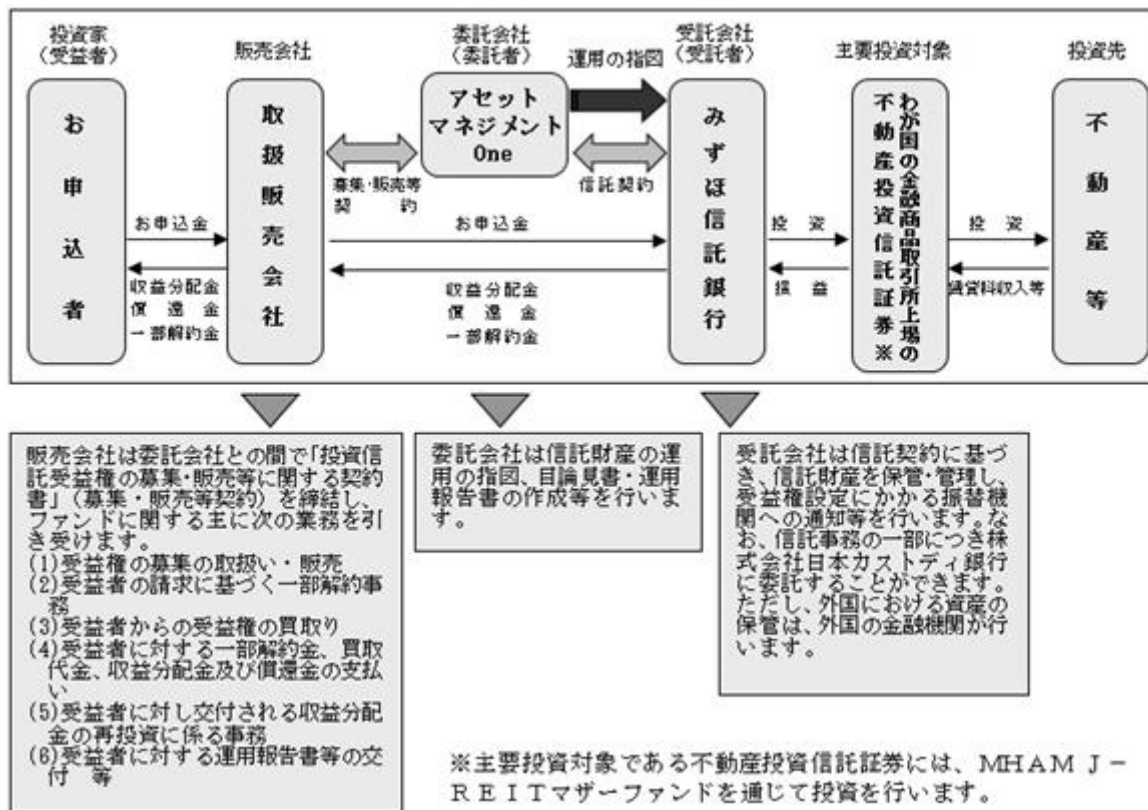 投資家
(受益者)
販売会社
委託会社
(委託者)
運用の指図
受託会社
(受託者)
主要投資対象
投資先
お申込者
取扱販売会社
アセット
マネジメント
One
みずほ信託銀行
わが国の金融商品取引所上場の
不動産投資信託証券※
不動産等
募集・販売等
契約
信託契約
お申込金
収益分配金
償還金
一部解約金
お申込金
収益分配金
償還金
一部解約金
投資
損益
投資
賃貸料収入等
販売会社は委託会社との間で「投資信
託受益権の募集・販売等に関する契約
書」(募集・販売等契約)を締結し、
ファンドに関する主に次の業務を引
き受けます。
(1)受益権の募集の取扱い・販売
(2)受益者の請求に基づく一部解約事
務
(3)受益者からの受益権の買取り
(4)受益者に対する一部解約金、買取
代金、収益分配金及び償還金の支払
い
(5)受益者に対し交付される収益分配
金の再投資に係る事務
(6)受益者に対する運用報告書等の交
付 等
委託会社は信託財産の運
用の指図、目論見書・運用
報告書の作成等を行いま
す。
受託会社は信託契約に基づ
き、信託財産を保管・管理し、
受益権設定にかかる振替機
関への通知等を行います。な
お、信託事務の一部につき株
式会社日本カストディ銀行
に委託することができます。
ただし、外国における資産の
保管は、外国の金融機関が行
います。
※主要投資対象である不動産投資信託証券には、MHAM J-
REITマザーファンドを通じて投資を行います。